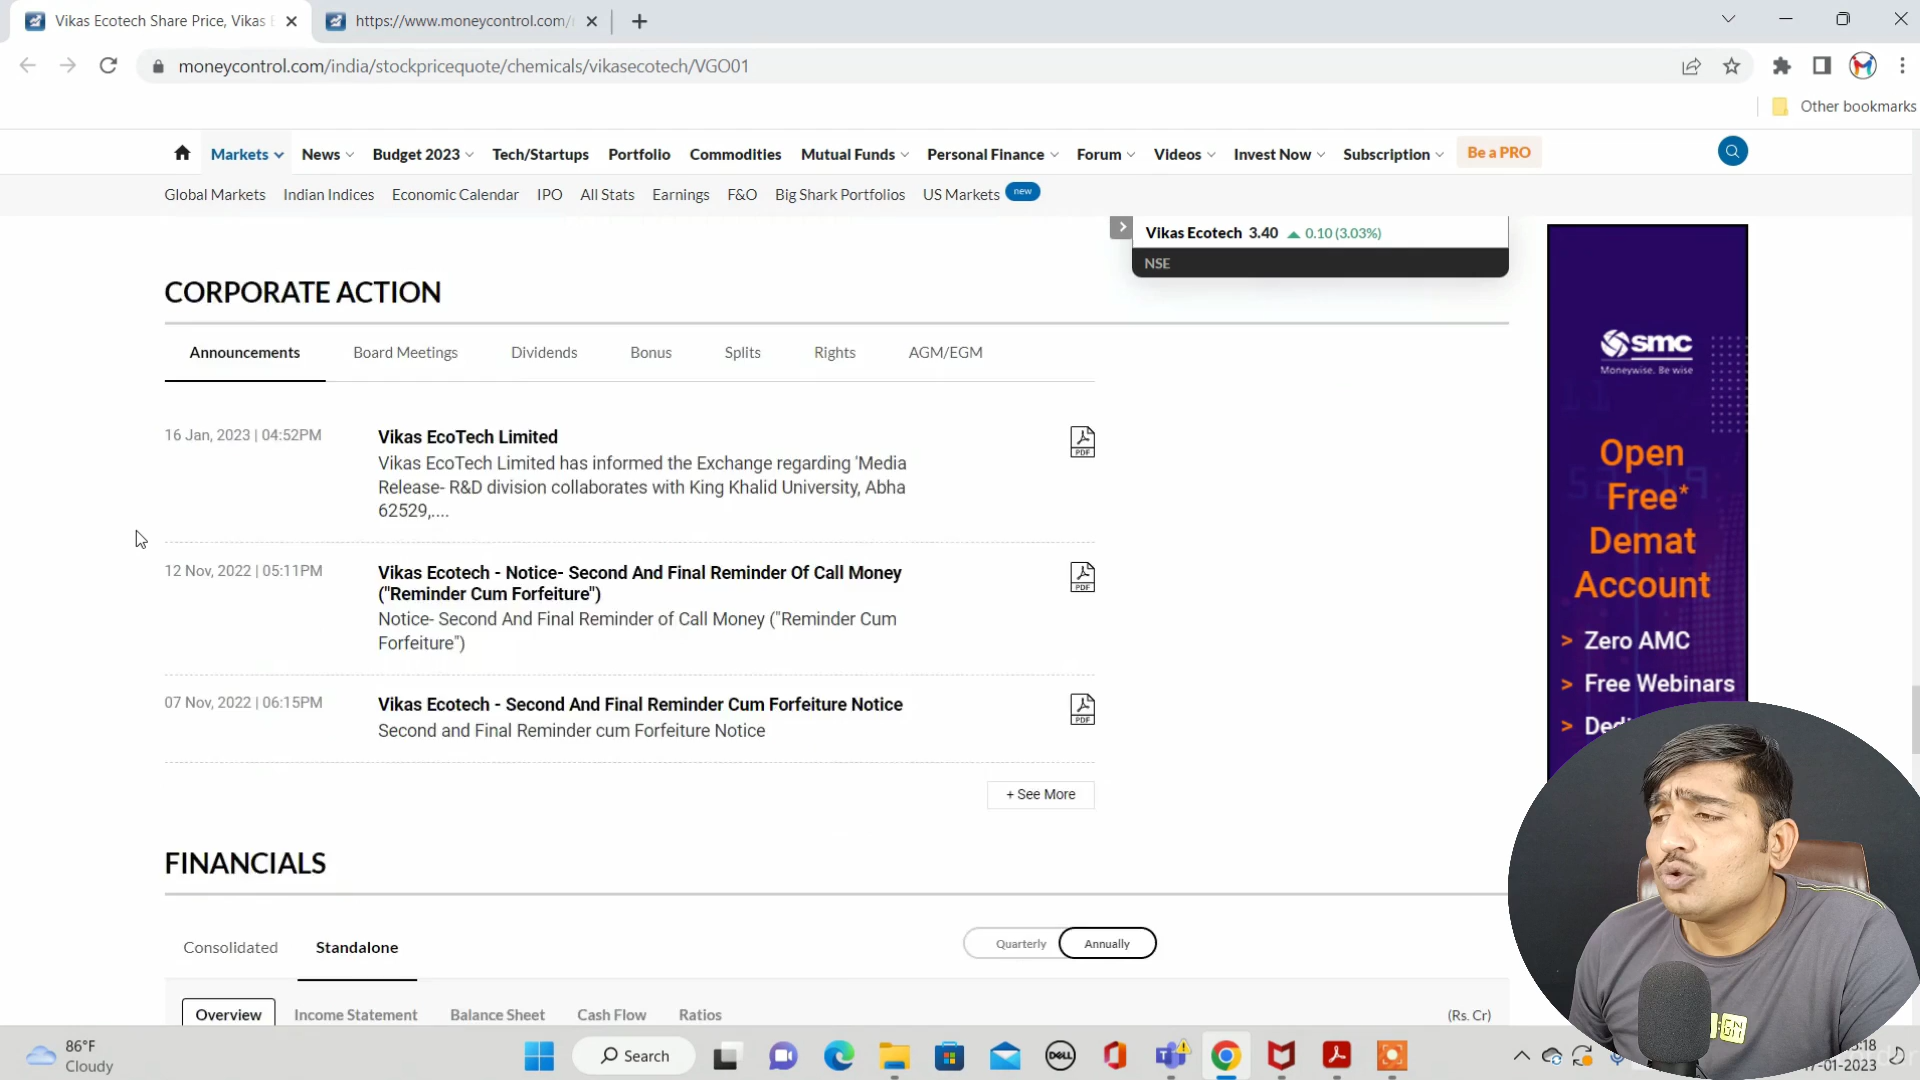 Vikas Ecotech Share Price, Vikas E
https://www.moneycontrol.com/
moneycontrol.com/india/stockpricequote/chemicals/vikasecotech/VGO01
Other bookmarks
Markets News Budget 2023 Tech/Startups Portfolio Commodities Mutual Funds Personal Finance Forum Videos Invest Now Subscription Be a PRO
Global Markets Indian Indices Economic Calendar IPO All Stats Earnings F&O Big Shark Portfolios US Markets new
Vikas Ecotech 3.40 0.10 (3.03%)
NSE
CORPORATE ACTION
Announcements Board Meetings Dividends Bonus Splits Rights AGM/EGM
16 Jan, 2023 | 04:52PM
Vikas EcoTech Limited
Vikas EcoTech Limited has informed the Exchange regarding 'Media
Release- R&D division collaborates with King Khalid University, Abha
62529,....
PDF
12 Nov, 2022 | 05:11PM
Vikas Ecotech - Notice- Second And Final Reminder Of Call Money
("Reminder Cum Forfeiture")
Notice- Second And Final Reminder of Call Money ("Reminder Cum
Forfeiture")
PDF
07 Nov, 2022 | 06:15PM
Vikas Ecotech - Second And Final Reminder Cum Forfeiture Notice
Second and Final Reminder cum Forfeiture Notice
PDF
+ See More
smc
Moneywise. Be wise
Open
Free*
Demat
Account
> Zero AMC
> Free Webinars
FINANCIALS
Consolidated Standalone
Quarterly Annually
Overview Income Statement Balance Sheet Cash Flow Ratios (Rs. Cr)
86°F
Cloudy
Search
DELL